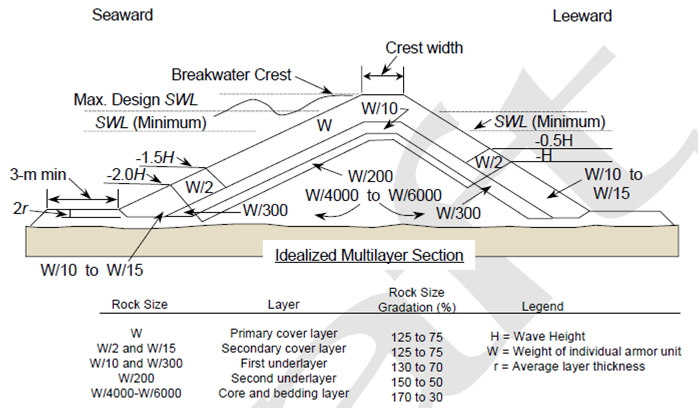 Seaward
Leeward
Crest width
Breakwater Crest
Max. Design SWL
W/10
SWL (Minimum)
W
SWL (Minimum)
-0.5H
-H
-1.5H
W/2
3-m min
-2.0H
W/200
W/10 to
W/15
W/2
W/4000 to W/6000
2r
W/300
W/300
Idealized Multilayer Section
W/10 to W/15
Rock Size Layer Rock Size Gradation (%) Legend
W Primary cover layer 125 to 75 H = Wave Height
W/2 and W/15 Secondary cover layer 125 to 75 W = Weight of individual armor unit
W/10 and W/300 First underlayer 130 to 70 r = Average layer thickness
W/200 Second underlayer 150 to 50
W/4000-W/6000 Core and bedding layer 170 to 30